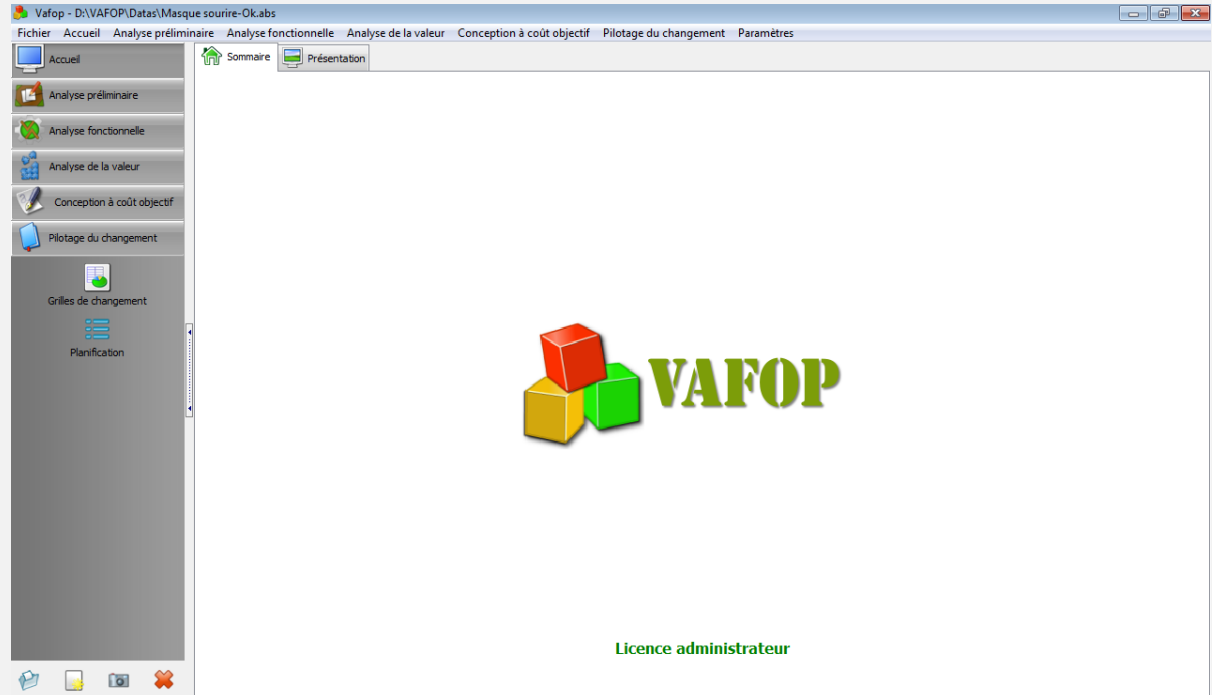 Vafop - D:\VAFOP\Datas\Masque sourire-Ok.abs
Fichier Accueil Analyse préliminaire Analyse fonctionnelle Analyse de la valeur Conception à coût objectif Pilotage du changement Paramètres
Accueil
Sommaire Présentation
Analyse préliminaire
Analyse fonctionnelle
Analyse de la valeur
Conception à coût objectif
Pilotage du changement
Grilles de changement
Planification
VAFOP
Licence administrateur